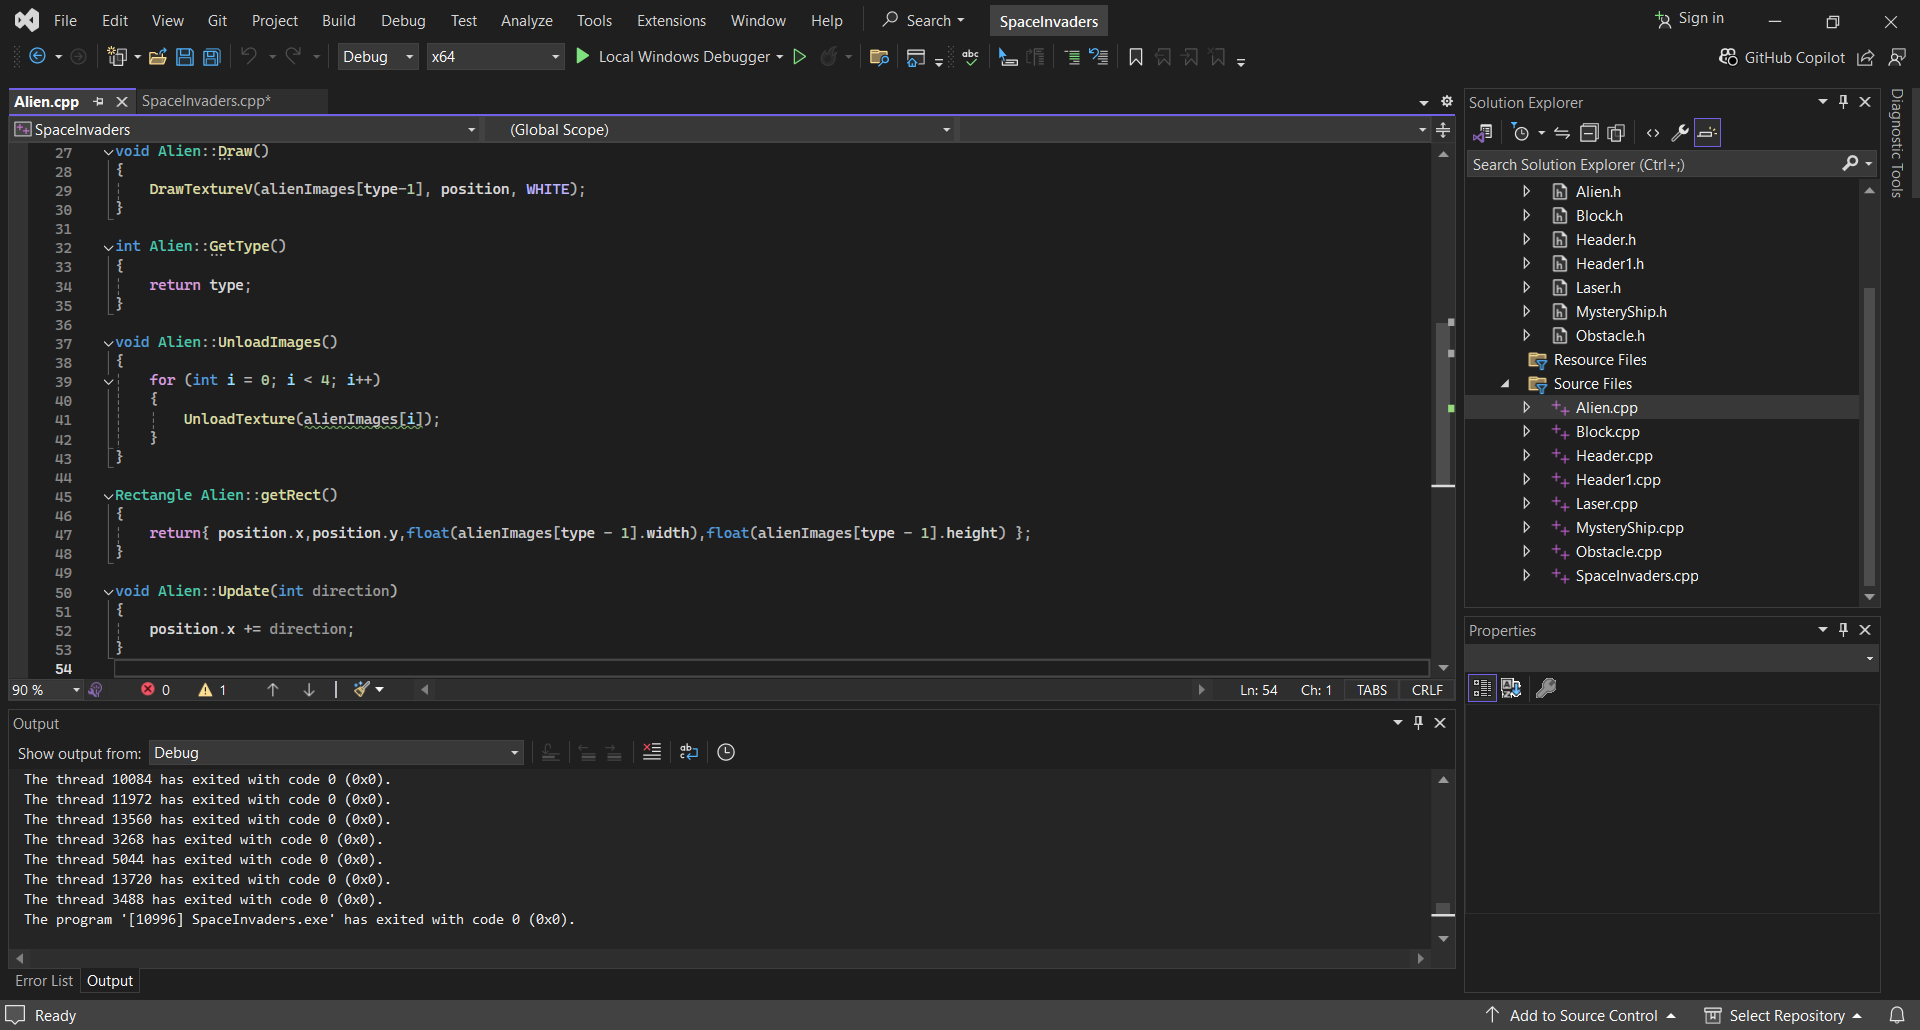 File Edit View Git Project Build Debug Test Analyze Tools Extensions Window Help Search SpaceInvaders Sign in
Debug x64 Local Windows Debugger GitHub Copilot
Alien.cpp SpaceInvaders.cpp*
SpaceInvaders (Global Scope)
27 void Alien::Draw()
28 {
29 DrawTextureV(alienImages[type-1], position, WHITE);
30 }
31
32 int Alien::GetType()
33 {
34 return type;
35 }
36
37 void Alien::UnloadImages()
38 {
39 for (int i = 0; i < 4; i++)
40 {
41 UnloadTexture(alienImages[i]);
42 }
43 }
44
45 Rectangle Alien::getRect()
46 {
47 return{ position.x,position.y,float(alienImages[type - 1].width),float(alienImages[type - 1].height) };
48 }
49
50 void Alien::Update(int direction)
51 {
52 position.x += direction;
53 }
54
90 % 0 1 Ln: 54 Ch: 1 TABS CRLF
Output
Show output from: Debug
The thread 10084 has exited with code 0 (0x0).
The thread 11972 has exited with code 0 (0x0).
The thread 13560 has exited with code 0 (0x0).
The thread 3268 has exited with code 0 (0x0).
The thread 5044 has exited with code 0 (0x0).
The thread 13720 has exited with code 0 (0x0).
The thread 3488 has exited with code 0 (0x0).
The program '[10996] SpaceInvaders.exe' has exited with code 0 (0x0).
Error List Output
Solution Explorer
Search Solution Explorer (Ctrl+;)
Alien.h
Block.h
Header.h
Header1.h
Laser.h
MysteryShip.h
Obstacle.h
Resource Files
Source Files
Alien.cpp
Block.cpp
Header.cpp
Header1.cpp
Laser.cpp
MysteryShip.cpp
Obstacle.cpp
SpaceInvaders.cpp
Properties
Diagnostic Tools
Ready Add to Source Control Select Repository